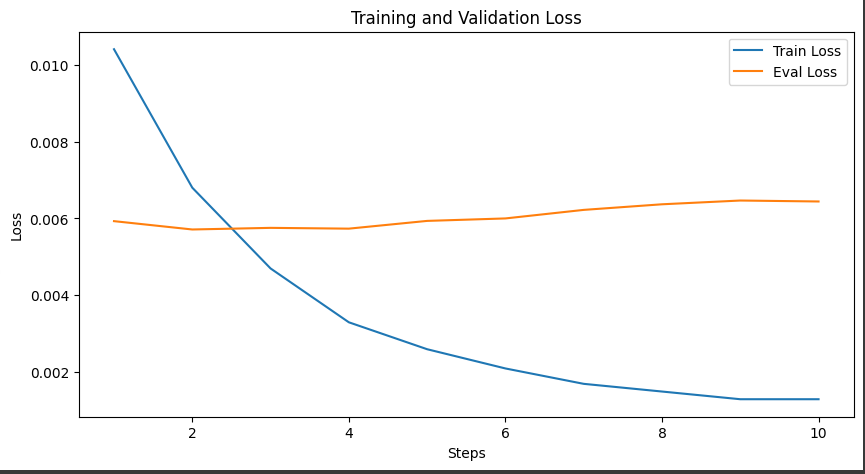 Training and Validation Loss
Train Loss
Eval Loss
0.010
0.008
0.006
0.004
0.002
Loss
2 4 6 8 10
Steps